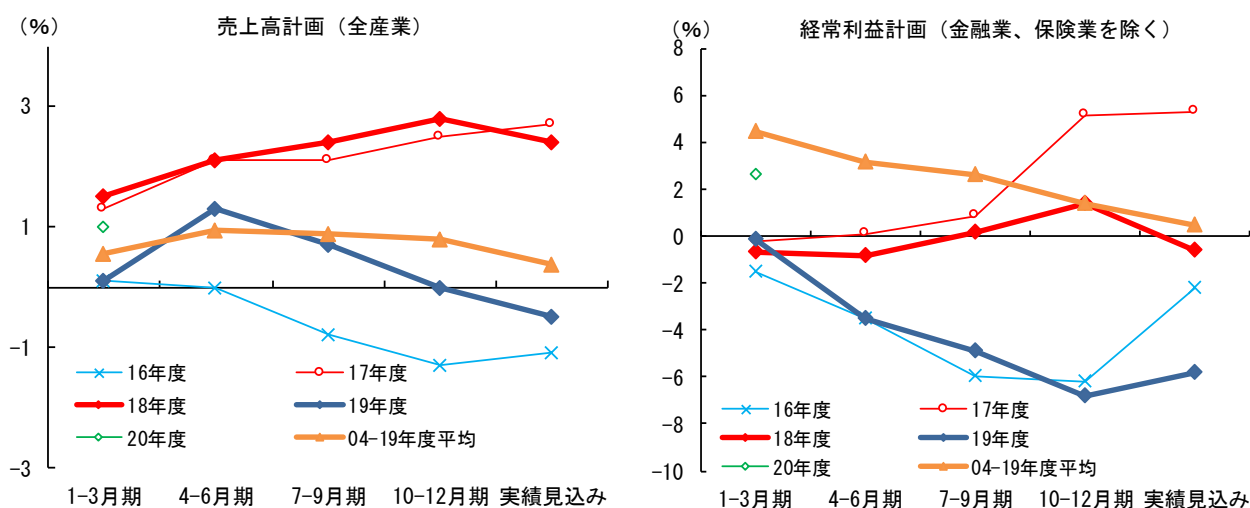 売上高計画（全産業）
（%）
3
1
−1
−3
16年度
17年度
18年度
19年度
20年度
04−19年度平均
1−3月期
4−6月期
7−9月期
10−12月期
実績見込み
経常利益計画（金融業、保険業を除く）
（%）
8
6
4
2
0
−2
−4
−6
−8
−10
16年度
17年度
18年度
19年度
20年度
04−19年度平均
1−3月期
4−6月期
7−9月期
10−12月期
実績見込み